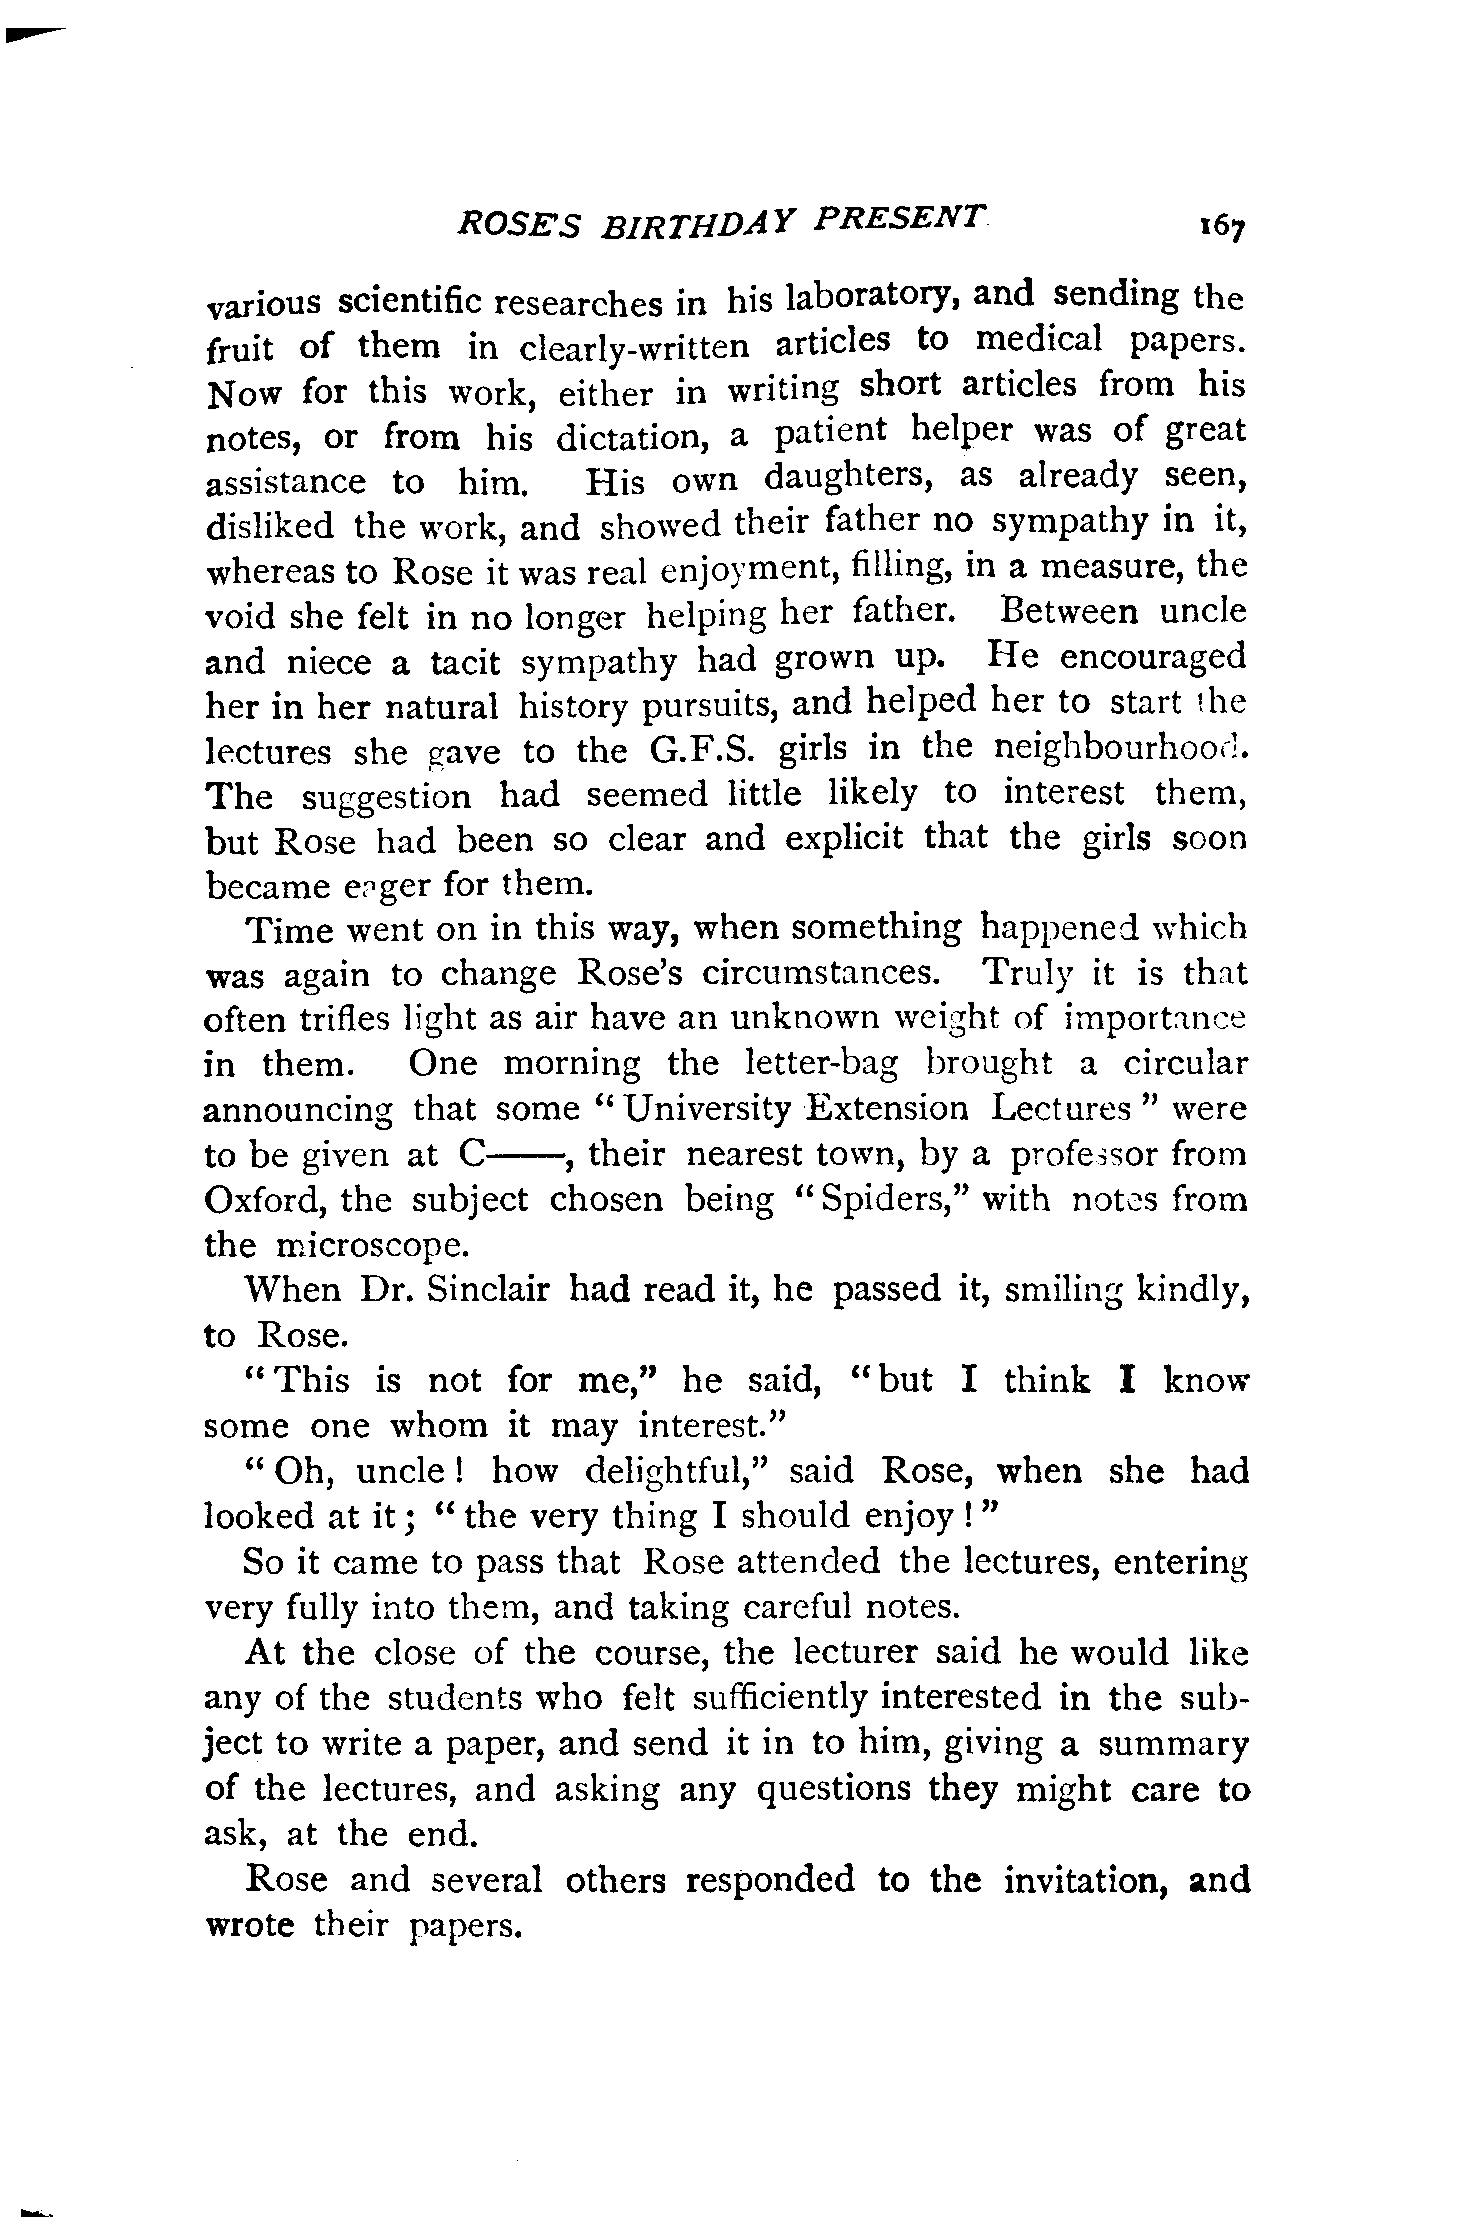 ROSE'S BIRTHDAY PRESENT 167
various scientific researches in his laboratory, and sending the
fruit of them in clearly-written articles to medical papers.
Now for this work, either in writing short articles from his
notes, or from his dictation, a patient helper was of great
assistance to him. His own daughters, as already seen,
disliked the work, and showed their father no sympathy in it,
whereas to Rose it was real enjoyment, filling, in a measure, the
void she felt in no longer helping her father. Between uncle
and niece a tacit sympathy had grown up. He encouraged
her in her natural history pursuits, and helped her to start the
lectures she gave to the G.F.S. girls in the neighbourhood.
The suggestion had seemed little likely to interest them,
but Rose had been so clear and explicit that the girls soon
became eager for them.
Time went on in this way, when something happened which
was again to change Rose's circumstances. Truly it is that
often trifles light as air have an unknown weight of importance
in them. One morning the letter-bag brought a circular
announcing that some "University Extension Lectures" were
to be given at C——, their nearest town, by a professor from
Oxford, the subject chosen being "Spiders," with notes from
the microscope.
When Dr. Sinclair had read it, he passed it, smiling kindly,
to Rose.
"This is not for me," he said, "but I think I know
some one whom it may interest."
"Oh, uncle! how delightful," said Rose, when she had
looked at it; "the very thing I should enjoy!"
So it came to pass that Rose attended the lectures, entering
very fully into them, and taking careful notes.
At the close of the course, the lecturer said he would like
any of the students who felt sufficiently interested in the sub-
ject to write a paper, and send it in to him, giving a summary
of the lectures, and asking any questions they might care to
ask, at the end.
Rose and several others responded to the invitation, and
wrote their papers.